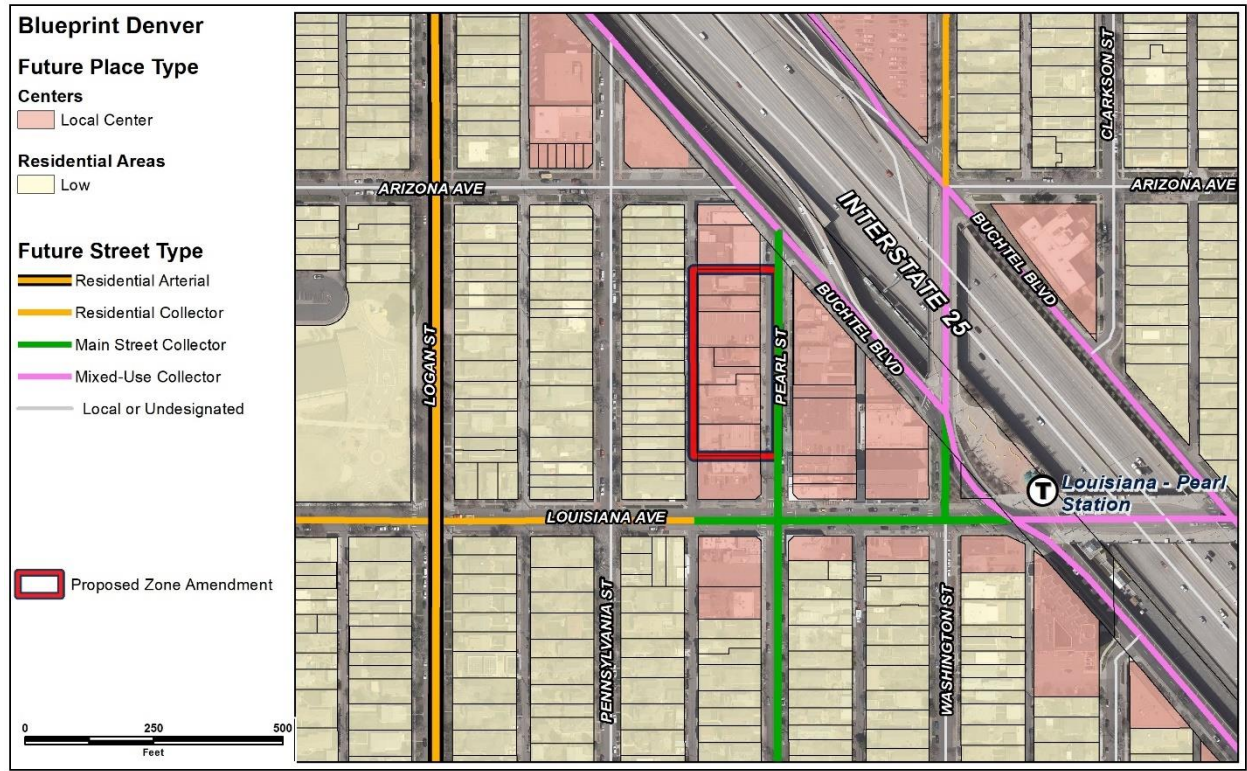 Blueprint Denver
Future Place Type
Centers
Local Center
Residential Areas
Low
Future Street Type
Residential Arterial
Residential Collector
Main Street Collector
Mixed-Use Collector
Local or Undesignated
Proposed Zone Amendment
0 250 500
Feet
CLARKSON ST
ARIZONA AVE
ARIZONA AVE
INTERSTATE 25
BUCHTEL BLVD
BUCHTEL BLVD
LOGAN ST
PEARL ST
Louisiana - Pearl
Station
T
LOUISIANA AVE
PENNSYLVANIA ST
WASHINGTON ST